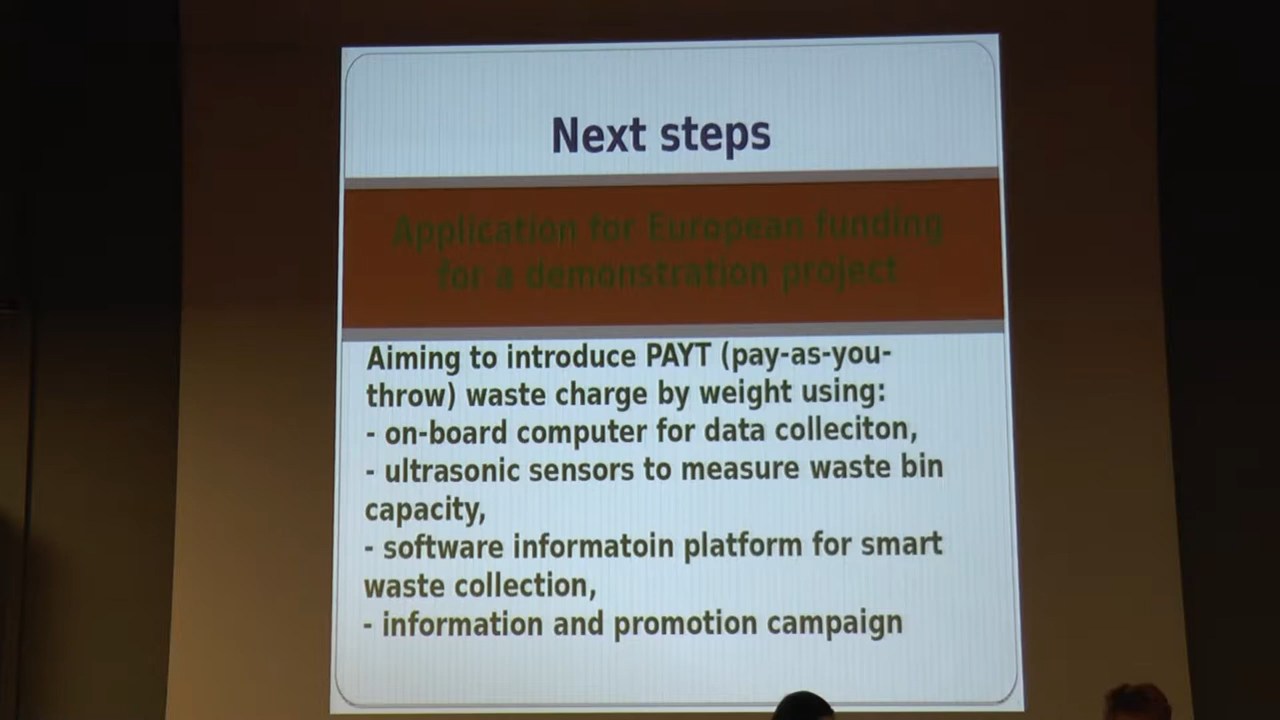 Next steps
Application for European funding
for a demonstration project
Aiming to introduce PAYT (pay-as-you-
throw) waste charge by weight using:
- on-board computer for data colleciton,
- ultrasonic sensors to measure waste bin
capacity,
- software informatoin platform for smart
waste collection,
- information and promotion campaign